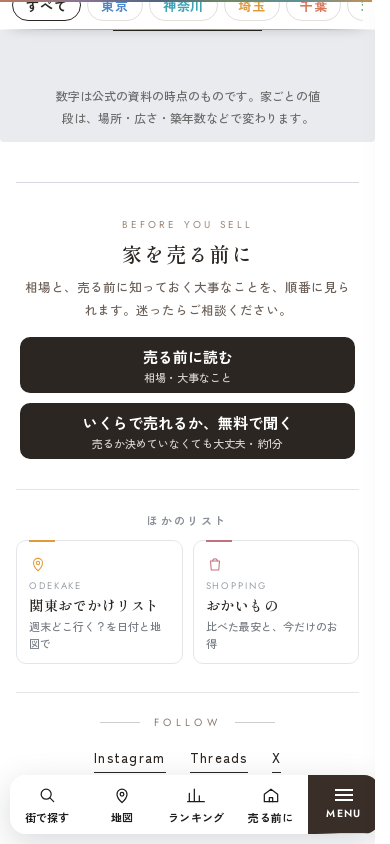 すべて
東京
神奈川
埼玉
千葉
数字は公式の資料の時点のものです。家ごとの値
段は、場所・広さ・築年数などで変わります。
BEFORE YOU SELL
家を売る前に
相場と、売る前に知っておく大事なことを、順番に見ら
れます。迷ったらご相談ください。
売る前に読む
相場・大事なこと
いくらで売れるか、無料で聞く
売るか決めていなくても大丈夫・約1分
ほかのリスト
ODEKAKE
関東おでかけリスト
週末どこ行く？を日付と地
図で
SHOPPING
おかいもの
比べた最安と、今だけのお
得
FOLLOW
Instagram
Threads
X
街で探す
地図
ランキング
売る前に
MENU